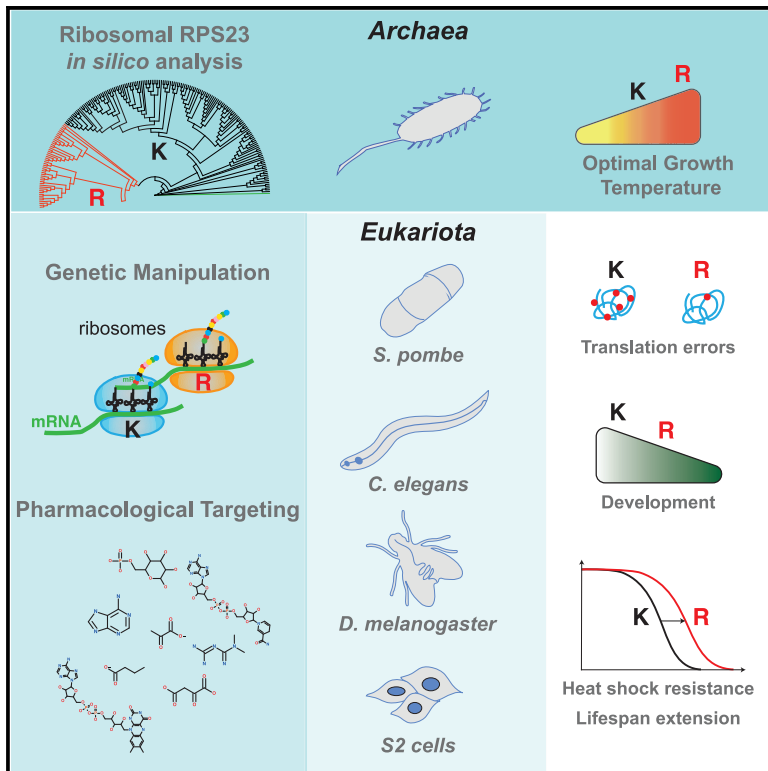 Ribosomal RPS23
in silico analysis
K
R
Archaea
K
R
Optimal Growth
Temperature
Genetic Manipulation
ribosomes
mRNA
R
mRNA
K
Pharmacological Targeting
Eukariota
S. pombe
C. elegans
D. melanogaster
S2 cells
K
R
Translation errors
K
R
Development
K
R
Heat shock resistance
Lifespan extension